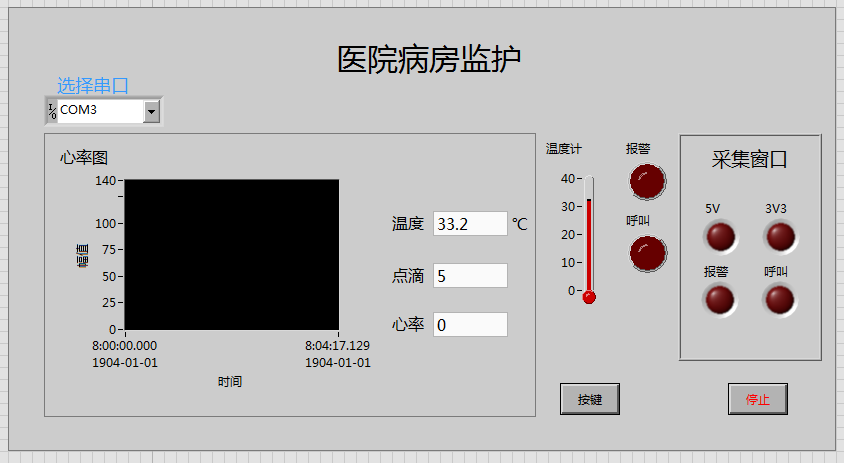 医院病房监护
选择串口
I/O COM3
心率图
140
100
75
50
25
0
幅值
8:00:00.000
1904-01-01
8:04:17.129
1904-01-01
时间
温度 33.2 ℃
点滴 5
心率 0
温度计
40
30
20
10
0
报警
呼叫
采集窗口
5V 3V3
报警 呼叫
按键
停止